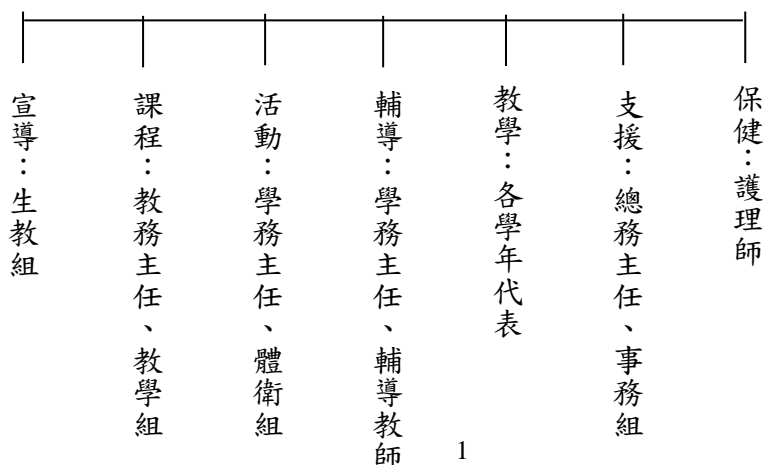 宣導：生教組
課程：教務主任、教學組
活動：學務主任、體衛組
輔導：學務主任、輔導教師
教學：各學年代表
支援：總務主任、事務組
保健：護理師
1